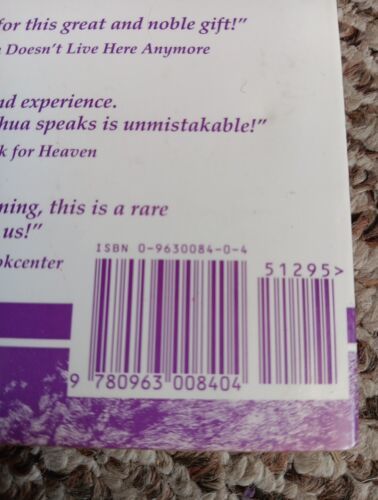 for this great and noble gift!"
Doesn't Live Here Anymore
nd experience.
hua speaks is unmistakable!"
k for Heaven
ning, this is a rare
us!"
okcenter
ISBN 0-9630084-0-4
51295>
9 780963 008404